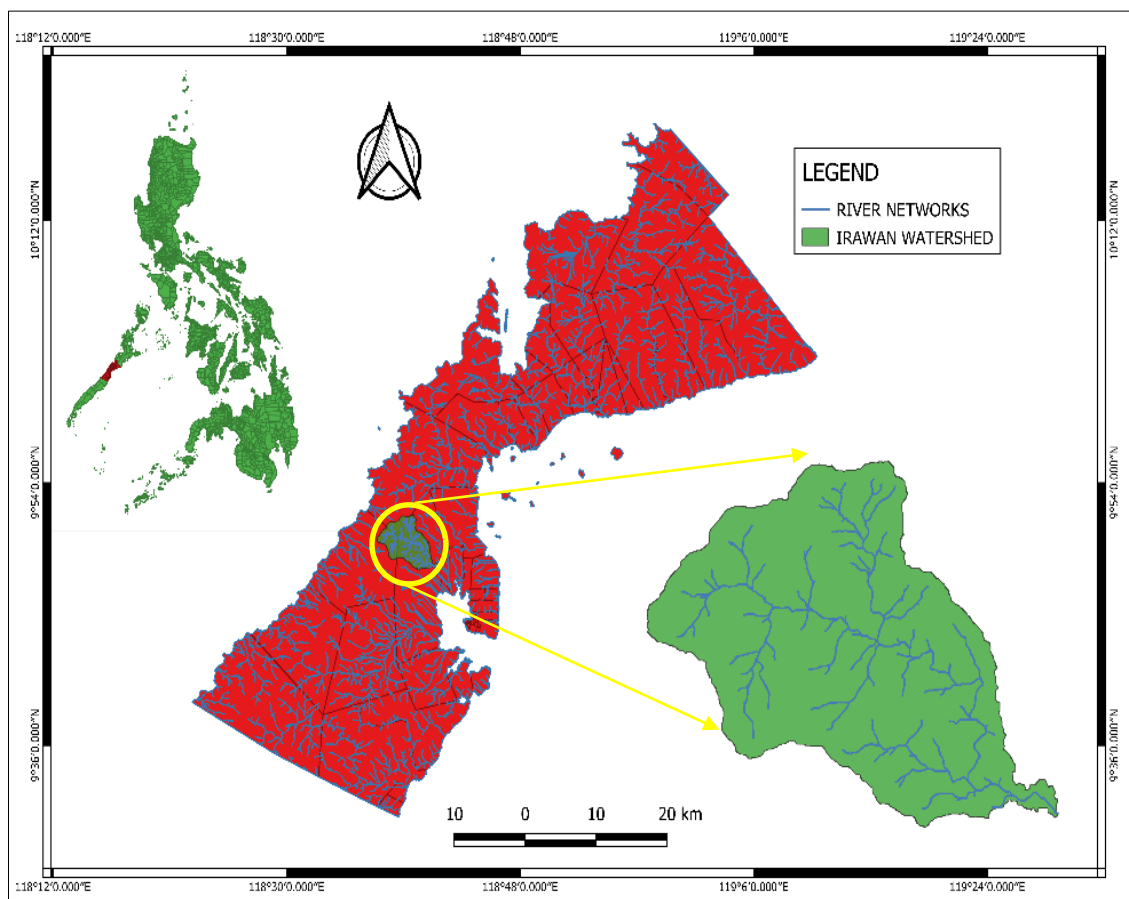 118°12'0.000"E 118°30'0.000"E 118°48'0.000"E 119°6'0.000"E 119°24'0.000"E
LEGEND
RIVER NETWORKS
IRAWAN WATERSHED
10°12'0.000"N 10°12'0.000"N
9°54'0.000"N 9°54'0.000"N
9°36'0.000"N 9°36'0.000"N
10 0 10 20 km
118°12'0.000"E 118°30'0.000"E 118°48'0.000"E 119°6'0.000"E 119°24'0.000"E